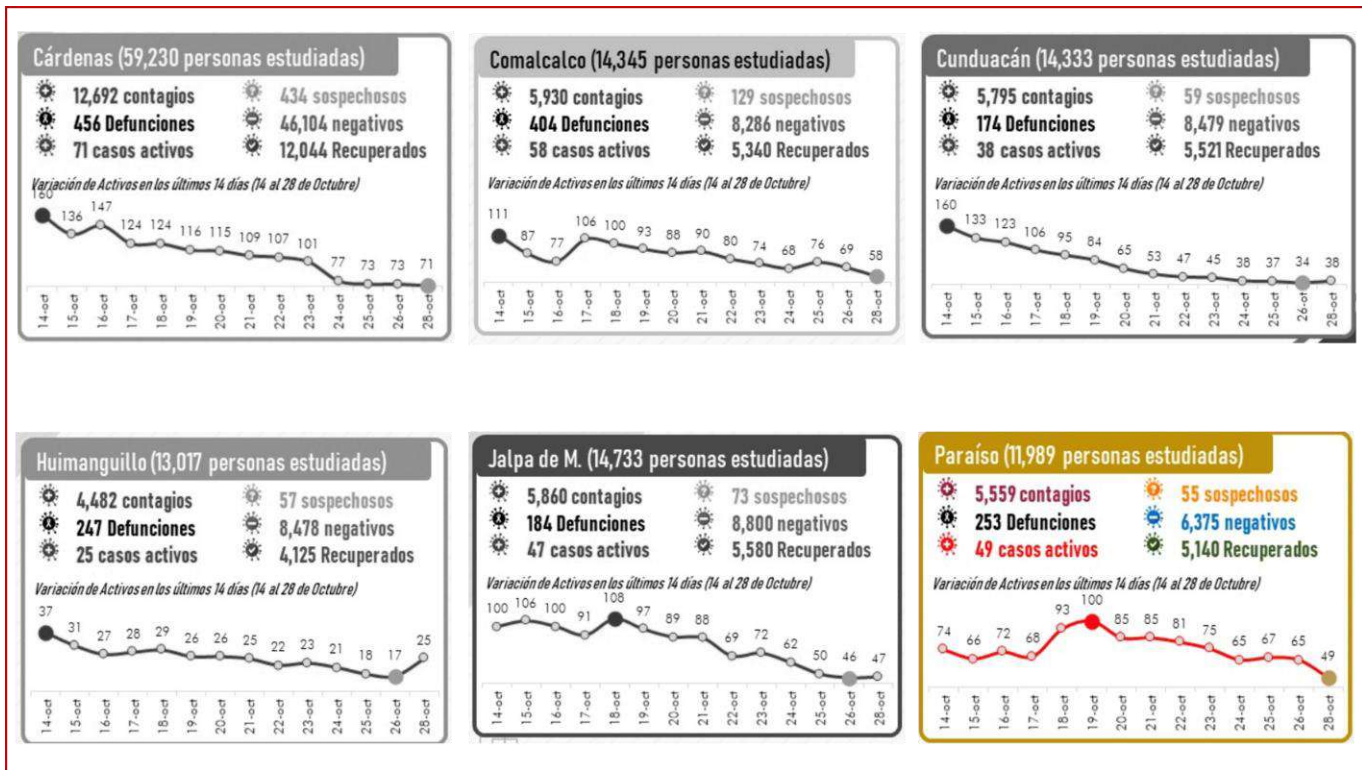 Cárdenas (59,230 personas estudiadas)
12,692 contagios
434 sospechosos
456 Defunciones
46,104 negativos
71 casos activos
12,044 Recuperados
Variación de Activos en los últimos 14 días (14 al 28 de Octubre)
160 136 147 124 124 116 115 109 107 101 77 73 73 71
14-oct 15-oct 16-oct 17-oct 18-oct 19-oct 20-oct 21-oct 22-oct 23-oct 24-oct 25-oct 26-oct 28-oct
Comalcalco (14,345 personas estudiadas)
5,930 contagios
129 sospechosos
404 Defunciones
8,286 negativos
58 casos activos
5,340 Recuperados
Variación de Activos en los últimos 14 días (14 al 28 de Octubre)
111 87 77 106 100 93 88 90 80 74 68 76 69 58
14-oct 15-oct 16-oct 17-oct 18-oct 19-oct 20-oct 21-oct 22-oct 23-oct 24-oct 25-oct 26-oct 28-oct
Cunduacán (14,333 personas estudiadas)
5,795 contagios
59 sospechosos
174 Defunciones
8,479 negativos
38 casos activos
5,521 Recuperados
Variación de Activos en los últimos 14 días (14 al 28 de Octubre)
160 133 123 106 95 84 65 53 47 45 38 37 34 38
14-oct 15-oct 16-oct 17-oct 18-oct 19-oct 20-oct 21-oct 22-oct 23-oct 24-oct 25-oct 26-ot 28-oct
Huimanguillo (13,017 personas estudiadas)
4,482 contagios
57 sospechosos
247 Defunciones
8,478 negativos
25 casos activos
4,125 Recuperados
Variación de Activos en los últimos 14 días (14 al 28 de Octubre)
37 31 27 28 29 26 26 25 22 23 21 18 17 25
14-oct 15-oct 16-oct 17-oct 18-oct 19-oct 20-oct 21-oct 22-oct 23-oct 24-oct 25-oct 26-oct 28-oct
Jalpa de M. (14,733 personas estudiadas)
5,860 contagios
73 sospechosos
184 Defunciones
8,800 negativos
47 casos activos
5,580 Recuperados
Variación de Activos en los últimos 14 días (14 al 28 de Octubre)
100 106 100 91 108 97 89 88 69 72 62 50 46 47
14-oct 15-oct 16-oct 17-oct 18-oct 19-oct 20-oct 21-oct 22-oct 23-oct 24-oct 25-oct 26-oct 28-oct
Paraíso (11,989 personas estudiadas)
5,559 contagios
55 sospechosos
253 Defunciones
6,375 negativos
49 casos activos
5,140 Recuperados
Variación de Activos en los últimos 14 días (14 al 28 de Octubre)
74 66 72 68 93 100 85 85 81 75 65 67 65 49
14-oct 15-oct 16-oct 17-oct 18-oct 19-oct 20-oct 21-oct 22-oct 23-oct 24-oct 25-oct 26-oct 28-oct